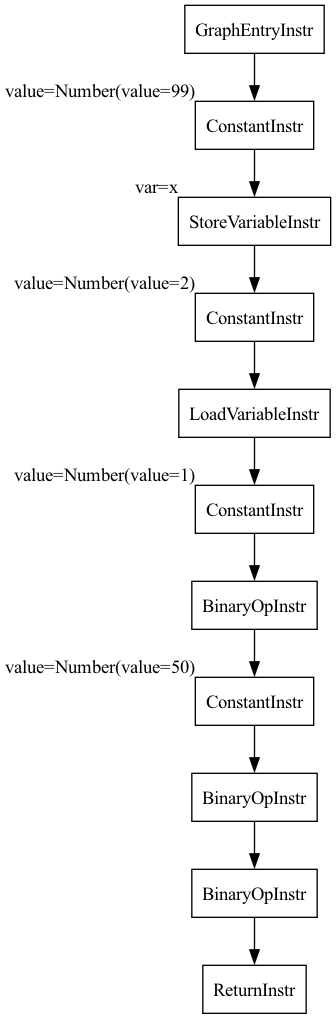 GraphEntryInstr
value=Number(value=99)
ConstantInstr
var=x
StoreVariableInstr
value=Number(value=2)
ConstantInstr
LoadVariableInstr
value=Number(value=1)
ConstantInstr
BinaryOpInstr
value=Number(value=50)
ConstantInstr
BinaryOpInstr
BinaryOpInstr
ReturnInstr